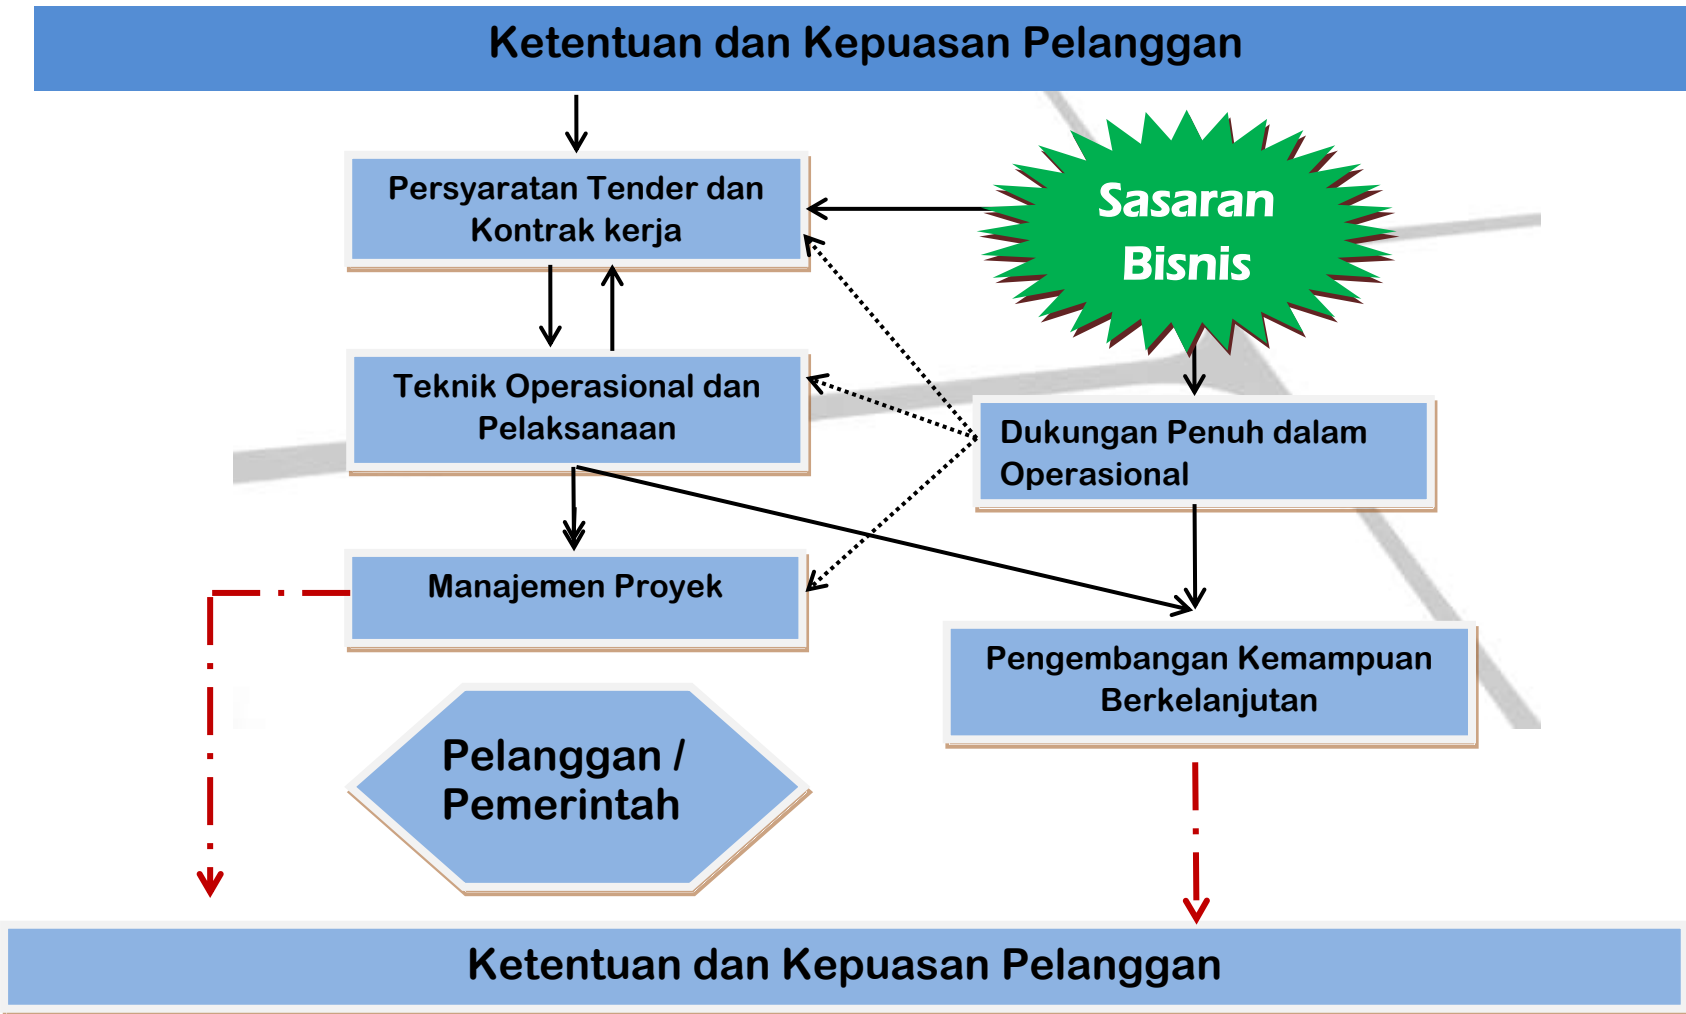 Ketentuan dan Kepuasan Pelanggan
Persyaratan Tender dan
Kontrak kerja
Sasaran
Bisnis
Teknik Operasional dan
Pelaksanaan
Dukungan Penuh dalam
Operasional
Manajemen Proyek
Pengembangan Kemampuan
Berkelanjutan
Pelanggan /
Pemerintah
Ketentuan dan Kepuasan Pelanggan